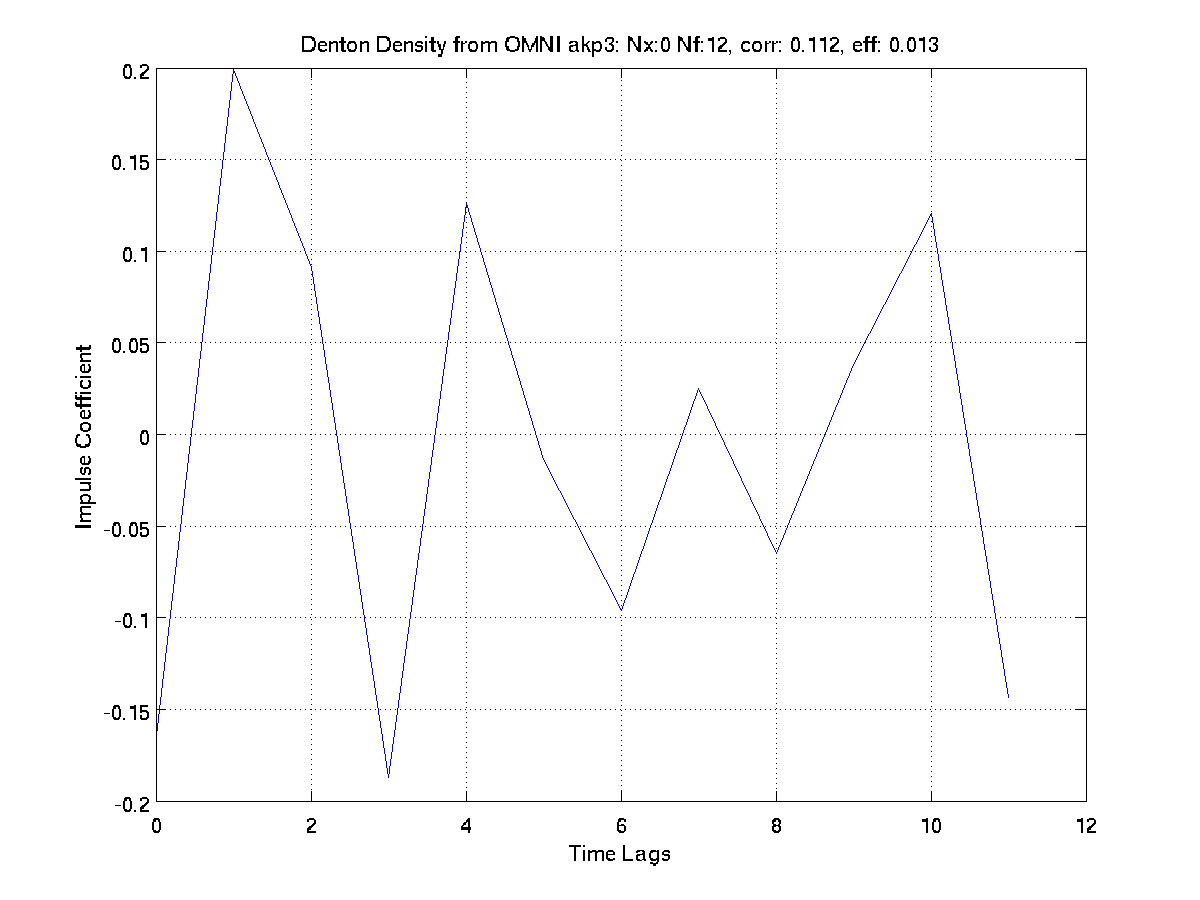 Denton Density from OMNI akp3: Nx:0 Nf:12, corr: 0.112, eff: 0.013
0.2
0.15
0.1
0.05
0
-0.05
-0.1
-0.15
-0.2
Impulse Coefficient
0 2 4 6 8 10 12
Time Lags